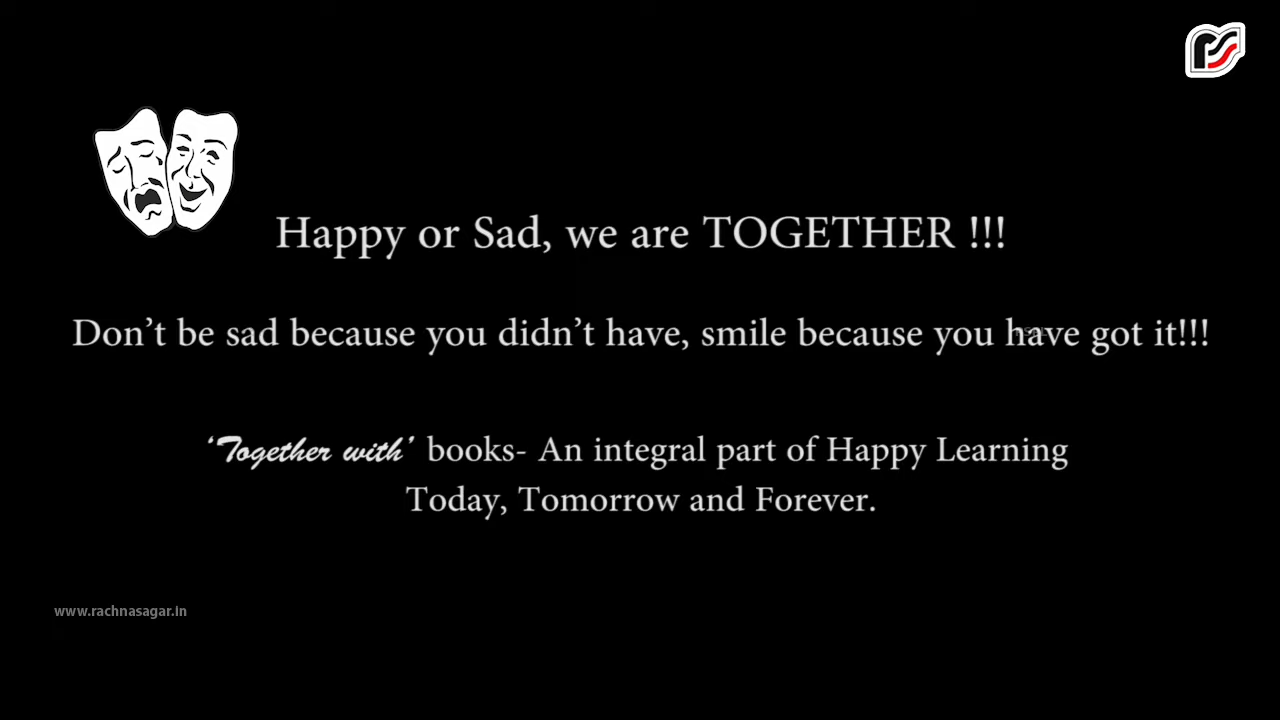 Happy or Sad, we are TOGETHER !!!
Don't be sad because you didn't have, smile because you have got it!!!
‘Together with’ books- An integral part of Happy Learning
Today, Tomorrow and Forever.
www.rachnasagar.in